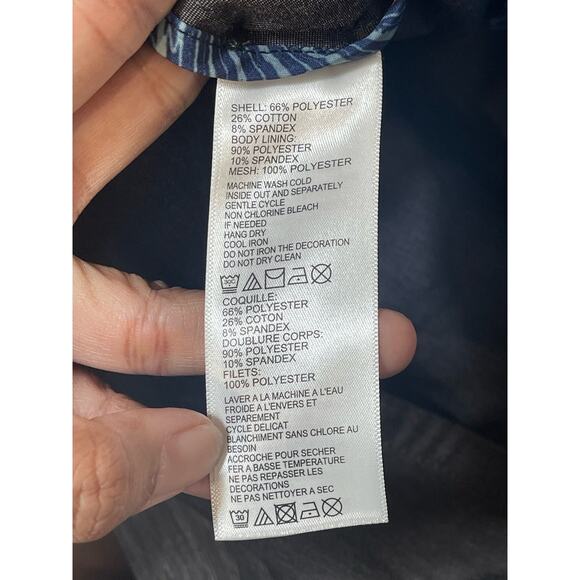 SHELL: 66% POLYESTER
26% COTTON
8% SPANDEX
BODY LINING:
90% POLYESTER
10% SPANDEX
MESH: 100% POLYESTER
MACHINE WASH COLD
INSIDE OUT AND SEPARATELY
GENTLE CYCLE
NON CHLORINE BLEACH
IF NEEDED
HANG DRY
COOL IRON
DO NOT IRON THE DECORATION
DO NOT DRY CLEAN
30C
COQUILLE:
66% POLYESTER
26% COTON
8% SPANDEX
DOUBLURE CORPS:
90% POLYESTER
10% SPANDEX
FILETS:
100% POLYESTER
LAVER A LA MACHINE A L'EAU
FROIDE A L'ENVERS ET
SEPAREMENT
CYCLE DELICAT
BLANCHIMENT SANS CHLORE AU
BESOIN
ACCROCHE POUR SECHER
FER A BASSE TEMPERATURE
NE PAS REPASSER LES
DECORATIONS
NE PAS NETTOYER A SEC
30